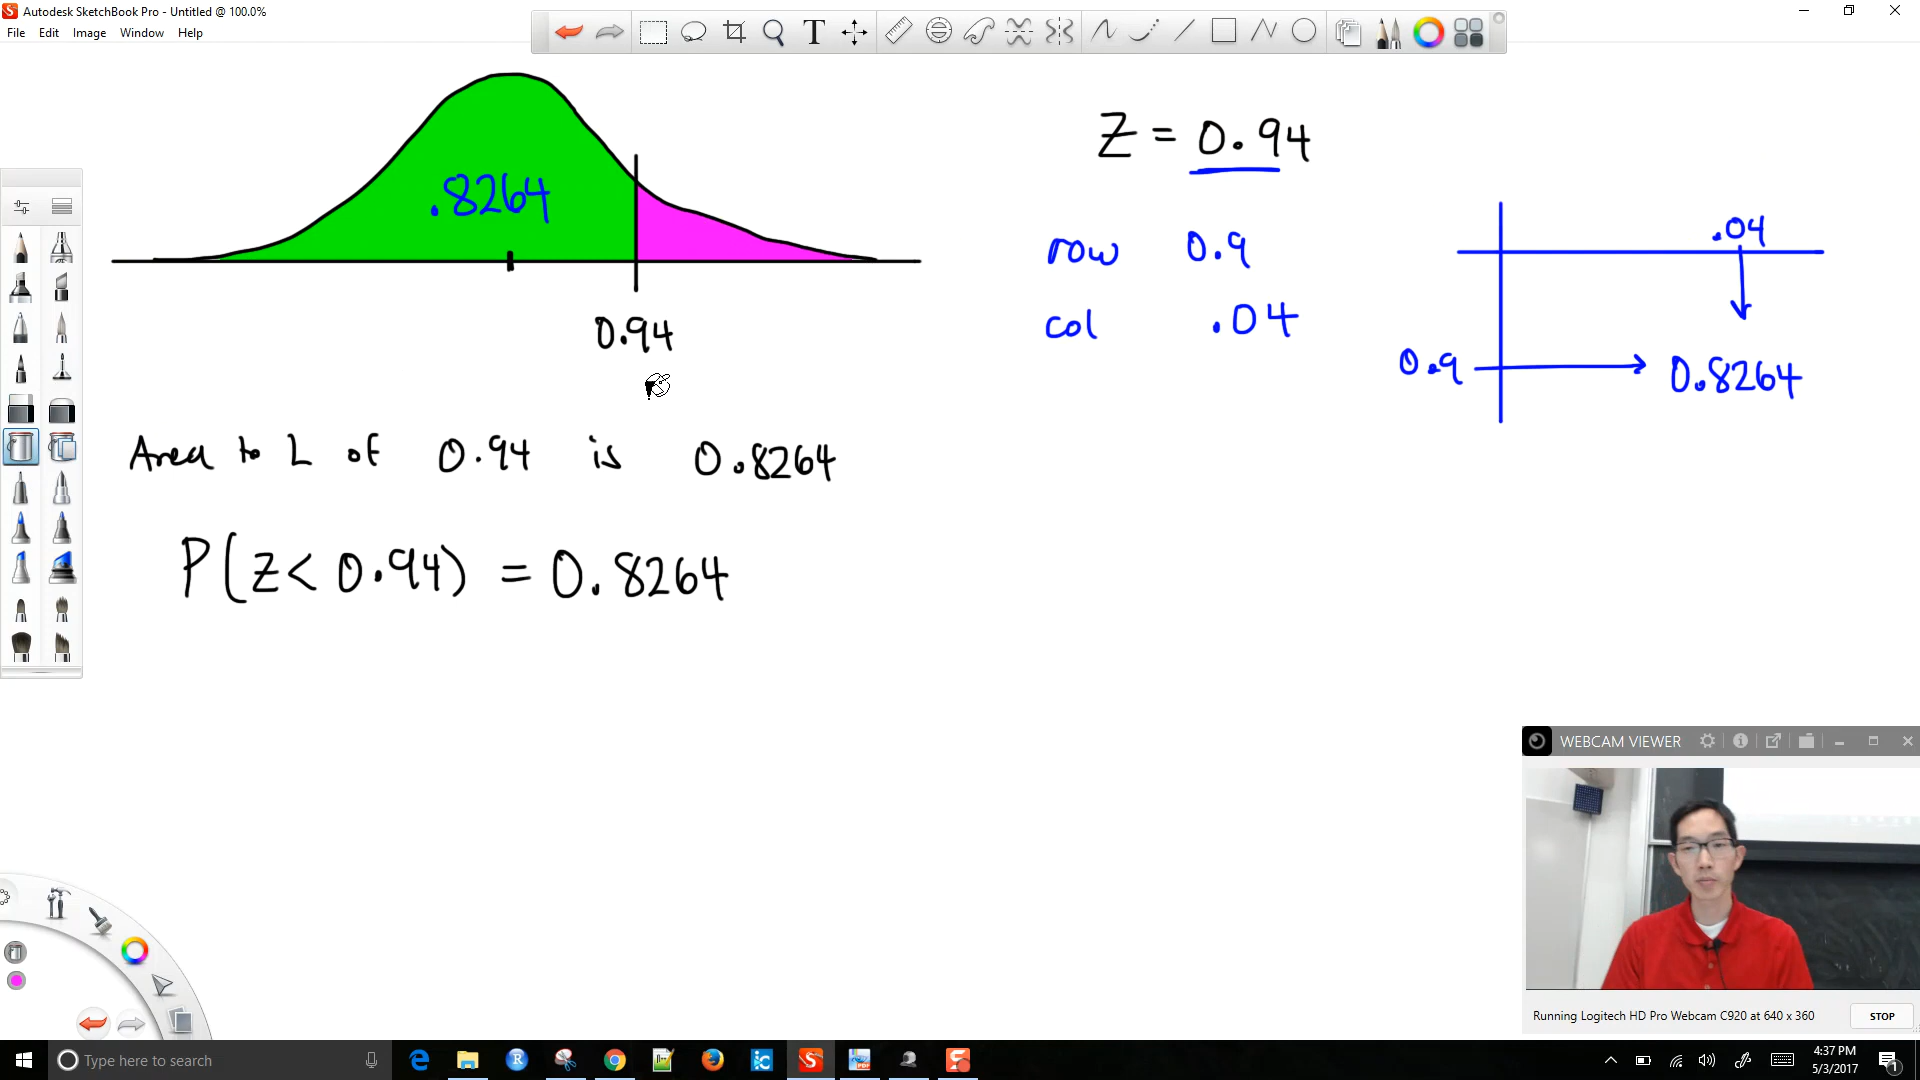 Autodesk SketchBook Pro - Untitled @ 100.0%
File Edit Image Window Help
T
.8264
0.94
Z = 0.94
row 0.9
col .04
.04
0.9 0.8264
Area to L of 0.94 is 0.8264
P(Z< 0.94) = 0.8264
WEBCAM VIEWER
Running Logitech HD Pro Webcam C920 at 640 x 360
STOP
Type here to search
4:37 PM
5/3/2017